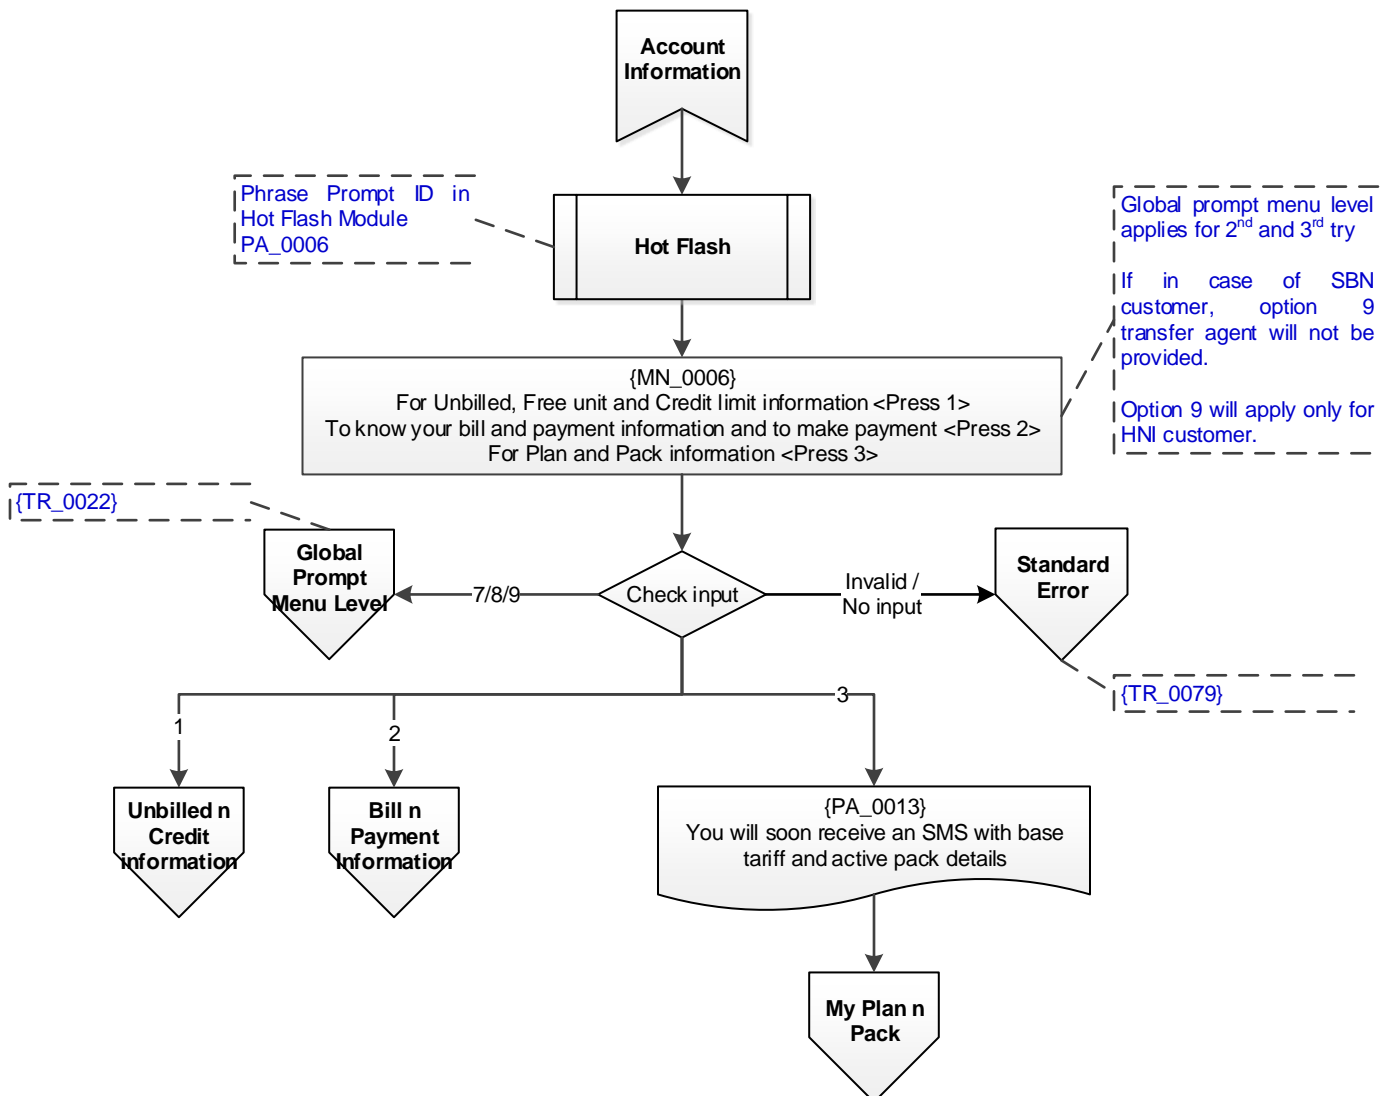 Account
Information
Phrase Prompt ID in
Hot Flash Module
PA_0006
Hot Flash
Global prompt menu level
applies for 2nd and 3rd try
If in case of SBN
customer, option 9
transfer agent will not be
provided.
Option 9 will apply only for
HNI customer.
{MN_0006}
For Unbilled, Free unit and Credit limit information <Press 1>
To know your bill and payment information and to make payment <Press 2>
For Plan and Pack information <Press 3>
{TR_0022}
Global
Prompt
Menu Level
7/8/9
Check input
Invalid /
No input
Standard
Error
{TR_0079}
1
2
3
Unbilled n
Credit
information
Bill n
Payment
Information
{PA_0013}
You will soon receive an SMS with base
tariff and active pack details
My Plan n
Pack